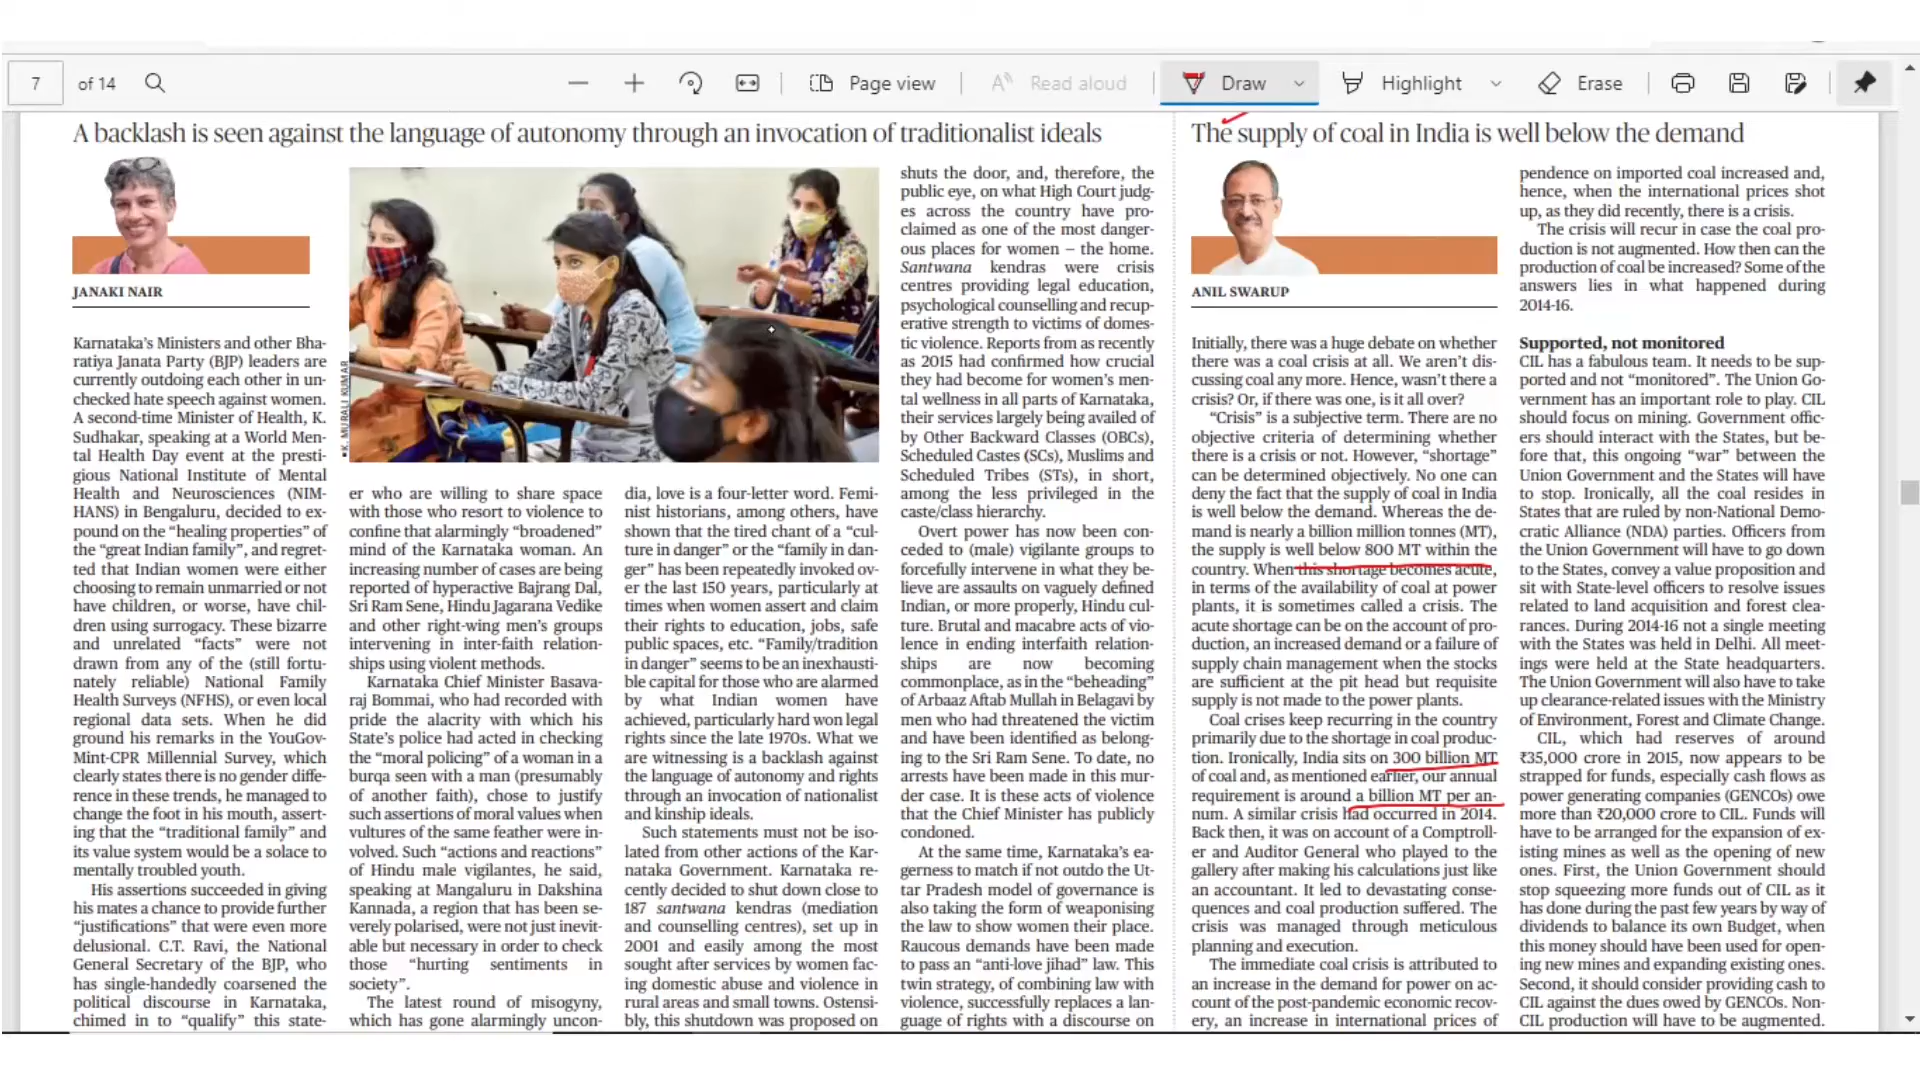 7 of 14
Page view
Read aloud
Draw
Highlight
Erase
A backlash is seen against the language of autonomy through an invocation of traditionalist ideals
JANAKI NAIR
Karnataka's Ministers and other Bha-
ratiya Janata Party (BJP) leaders are
currently outdoing each other in un-
checked hate speech against women.
A second-time Minister of Health, K.
Sudhakar, speaking at a World Men-
tal Health Day event at the presti-
gious National Institute of Mental
Health and Neurosciences (NIM-
HANS) in Bengaluru, decided to ex-
pound on the "healing properties" of
the "great Indian family", and regret-
ted that Indian women were either
choosing to remain unmarried or not
have children, or worse, have chil-
dren using surrogacy. These bizarre
and unrelated "facts" were not
drawn from any of the (still fortu-
nately reliable) National Family
Health Surveys (NFHS), or even local
regional data sets. When he did
ground his remarks in the YouGov-
Mint-CPR Millennial Survey, which
clearly states there is no gender diffe-
rence in these trends, he managed to
change the foot in his mouth, assert-
ing that the "traditional family" and
its value system would be a solace to
mentally troubled youth.
His assertions succeeded in giving
his mates a chance to provide further
"justifications" that were even more
delusional. C.T. Ravi, the National
General Secretary of the BJP, who
has single-handedly coarsened the
political discourse in Karnataka,
chimed in to "qualify" this state-
K. MURALI KUMAR
er who are willing to share space
with those who resort to violence to
confine that alarmingly "broadened"
mind of the Karnataka woman. An
increasing number of cases are being
reported of hyperactive Bajrang Dal,
Sri Ram Sene, Hindu Jagarana Vedike
and other right-wing men's groups
intervening in inter-faith relation-
ships using violent methods.
Karnataka Chief Minister Basava-
raj Bommai, who had recorded with
pride the alacrity with which his
State's police had acted in checking
the "moral policing" of a woman in a
burqa seen with a man (presumably
of another faith), chose to justify
such assertions of moral values when
vultures of the same feather were in-
volved. Such "actions and reactions"
of Hindu male vigilantes, he said,
speaking at Mangaluru in Dakshina
Kannada, a region that has been se-
verely polarised, were not just inevit-
able but necessary in order to check
those "hurting sentiments in
society".
The latest round of misogyny,
which has gone alarmingly uncon-
dia, love is a four-letter word. Femi-
nist historians, among others, have
shown that the tired chant of a "cul-
ture in danger" or the "family in dan-
ger" has been repeatedly invoked ov-
er the last 150 years, particularly at
times when women assert and claim
their rights to education, jobs, safe
public spaces, etc. "Family/tradition
in danger" seems to be an inexhausti-
ble capital for those who are alarmed
by what Indian women have
achieved, particularly hard won legal
rights since the late 1970s. What we
are witnessing is a backlash against
the language of autonomy and rights
through an invocation of nationalist
and kinship ideals.
Such statements must not be iso-
lated from other actions of the Kar-
nataka Government. Karnataka re-
cently decided to shut down close to
187 santwana kendras (mediation
and counselling centres), set up in
2001 and easily among the most
sought after services by women fac-
ing domestic abuse and violence in
rural areas and small towns. Ostensi-
bly, this shutdown was proposed on
shuts the door, and, therefore, the
public eye, on what High Court judg-
es across the country have pro-
claimed as one of the most danger-
ous places for women – the home.
Santwana kendras were crisis
centres providing legal education,
psychological counselling and recup-
erative strength to victims of domes-
tic violence. Reports from as recently
as 2015 had confirmed how crucial
they had become for women's men-
tal wellness in all parts of Karnataka,
their services largely being availed of
by Other Backward Classes (OBCs),
Scheduled Castes (SCs), Muslims and
Scheduled Tribes (STs), in short,
among the less privileged in the
caste/class hierarchy.
Overt power has now been con-
ceded to (male) vigilante groups to
forcefully intervene in what they be-
lieve are assaults on vaguely defined
Indian, or more properly, Hindu cul-
ture. Brutal and macabre acts of vio-
lence in ending interfaith relation-
ships are now becoming
commonplace, as in the "beheading"
of Arbaaz Aftab Mullah in Belagavi by
men who had threatened the victim
and have been identified as belong-
ing to the Sri Ram Sene. To date, no
arrests have been made in this mur-
der case. It is these acts of violence
that the Chief Minister has publicly
condoned.
At the same time, Karnataka's ea-
gerness to match if not outdo the Ut-
tar Pradesh model of governance is
also taking the form of weaponising
the law to show women their place.
Raucous demands have been made
to pass an "anti-love jihad" law. This
twin strategy, of combining law with
violence, successfully replaces a lan-
guage of rights with a discourse on
The supply of coal in India is well below the demand
ANIL SWARUP
Initially, there was a huge debate on whether
there was a coal crisis at all. We aren't dis-
cussing coal any more. Hence, wasn't there a
crisis? Or, if there was one, is it all over?
"Crisis" is a subjective term. There are no
objective criteria of determining whether
there is a crisis or not. However, "shortage"
can be determined objectively. No one can
deny the fact that the supply of coal in India
is well below the demand. Whereas the de-
mand is nearly a billion million tonnes (MT),
the supply is well below 800 MT within the
country. When this shortage becomes acute,
in terms of the availability of coal at power
plants, it is sometimes called a crisis. The
acute shortage can be on the account of pro-
duction, an increased demand or a failure of
supply chain management when the stocks
are sufficient at the pit head but requisite
supply is not made to the power plants.
Coal crises keep recurring in the country
primarily due to the shortage in coal produc-
tion. Ironically, India sits on 300 billion MT
of coal and, as mentioned earlier, our annual
requirement is around a billion MT per an-
num. A similar crisis had occurred in 2014.
Back then, it was on account of a Comptroll-
er and Auditor General who played to the
gallery after making his calculations just like
an accountant. It led to devastating conse-
quences and coal production suffered. The
crisis was managed through meticulous
planning and execution.
The immediate coal crisis is attributed to
an increase in the demand for power on ac-
count of the post-pandemic economic recov-
ery, an increase in international prices of
pendence on imported coal increased and,
hence, when the international prices shot
up, as they did recently, there is a crisis.
The crisis will recur in case the coal pro-
duction is not augmented. How then can the
production of coal be increased? Some of the
answers lies in what happened during
2014-16.
Supported, not monitored
CIL has a fabulous team. It needs to be sup-
ported and not "monitored". The Union Go-
vernment has an important role to play. CIL
should focus on mining. Government offic-
ers should interact with the States, but be-
fore that, this ongoing "war" between the
Union Government and the States will have
to stop. Ironically, all the coal resides in
States that are ruled by non-National Demo-
cratic Alliance (NDA) parties. Officers from
the Union Government will have to go down
to the States, convey a value proposition and
sit with State-level officers to resolve issues
related to land acquisition and forest clea-
rances. During 2014-16 not a single meeting
with the States was held in Delhi. All meet-
ings were held at the State headquarters.
The Union Government will also have to take
up clearance-related issues with the Ministry
of Environment, Forest and Climate Change.
CIL, which had reserves of around
₹35,000 crore in 2015, now appears to be
strapped for funds, especially cash flows as
power generating companies (GENCOs) owe
more than ₹20,000 crore to CIL. Funds will
have to be arranged for the expansion of ex-
isting mines as well as the opening of new
ones. First, the Union Government should
stop squeezing more funds out of CIL as it
has done during the past few years by way of
dividends to balance its own Budget, when
this money should have been used for open-
ing new mines and expanding existing ones.
Second, it should consider providing cash to
CIL against the dues owed by GENCOs. Non-
CIL production will have to be augmented.